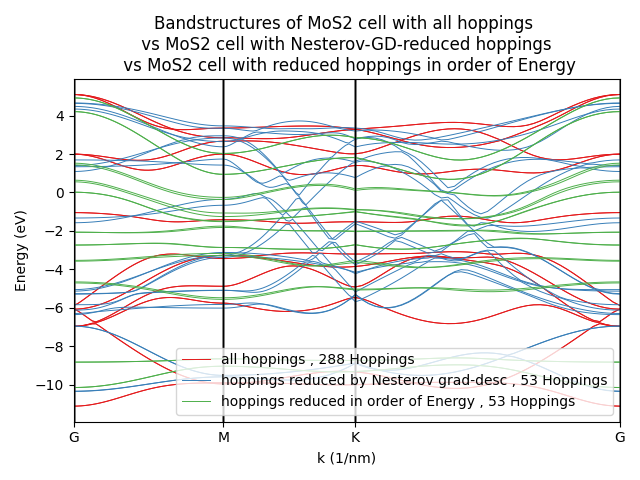 Bandstructures of MoS2 cell with all hoppings
vs MoS2 cell with Nesterov-GD-reduced hoppings
vs MoS2 cell with reduced hoppings in order of Energy
Energy (eV)
4
2
0
−2
−4
−6
−8
−10
all hoppings , 288 Hoppings
hoppings reduced by Nesterov grad-desc , 53 Hoppings
hoppings reduced in order of Energy , 53 Hoppings
G M K G
k (1/nm)